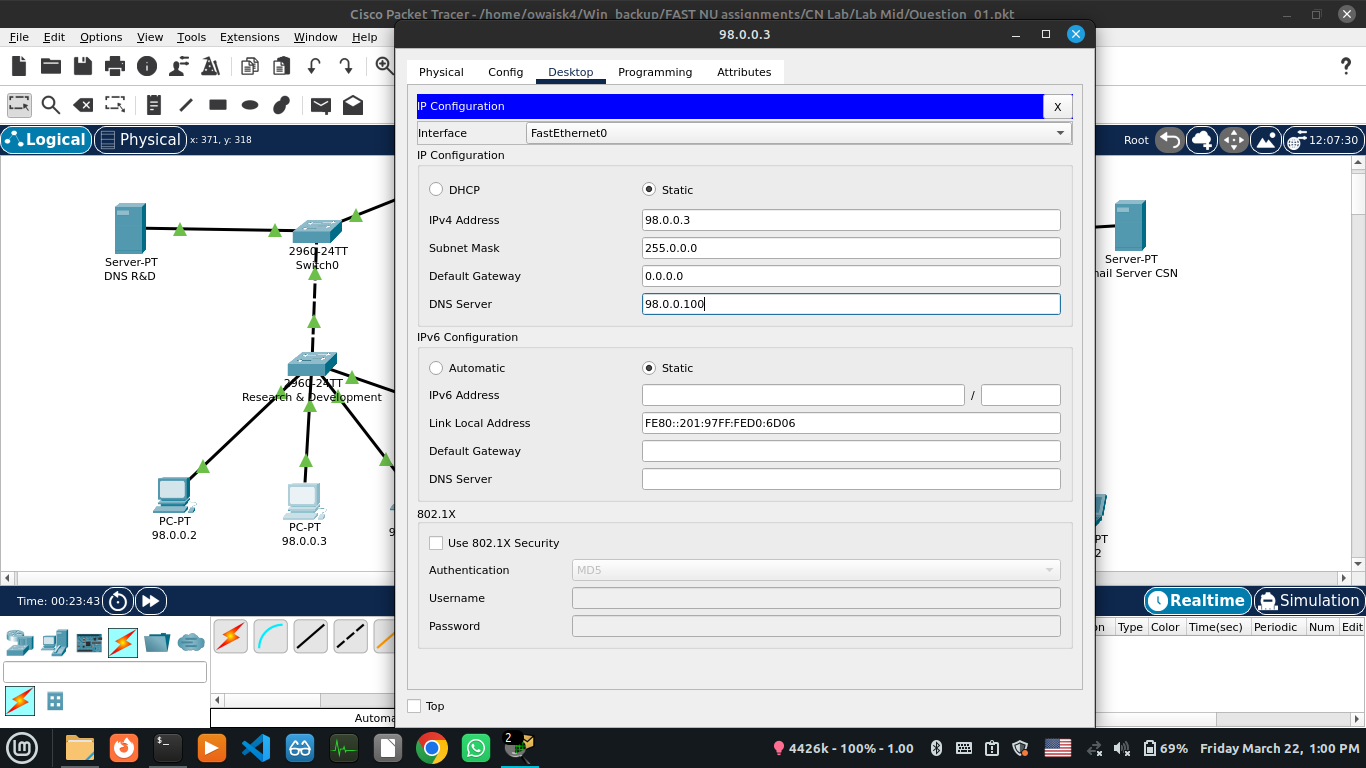 Cisco Packet Tracer - /home/owaisk4/Win_backup/FAST NU assignments/CN Lab/Lab Mid/Question_01.pkt
File Edit Options View Tools Extensions Window Help
98.0.0.3
Physical Config Desktop Programming Attributes
IP Configuration X
Interface FastEthernet0
IP Configuration
DHCP Static
IPv4 Address 98.0.0.3
Subnet Mask 255.0.0.0
Default Gateway 0.0.0.0
DNS Server 98.0.0.100
IPv6 Configuration
Automatic Static
IPv6 Address /
Link Local Address FE80::201:97FF:FED0:6D06
Default Gateway
DNS Server
802.1X
Use 802.1X Security
Authentication MD5
Username
Password
Top
?
Logical Physical x: 371, y: 318
Root 12:07:30
Server-PT
DNS R&D
2960-24TT
Switch0
2960-24TT
Research & Development
PC-PT
98.0.0.2
PC-PT
98.0.0.3
9
Server-PT
ail Server CSN
PT
2
Time: 00:23:43
Realtime Simulation
on Type Color Time(sec) Periodic Num Edit
Automa
2
4426k - 100% - 1.00
69% Friday March 22, 1:00 PM